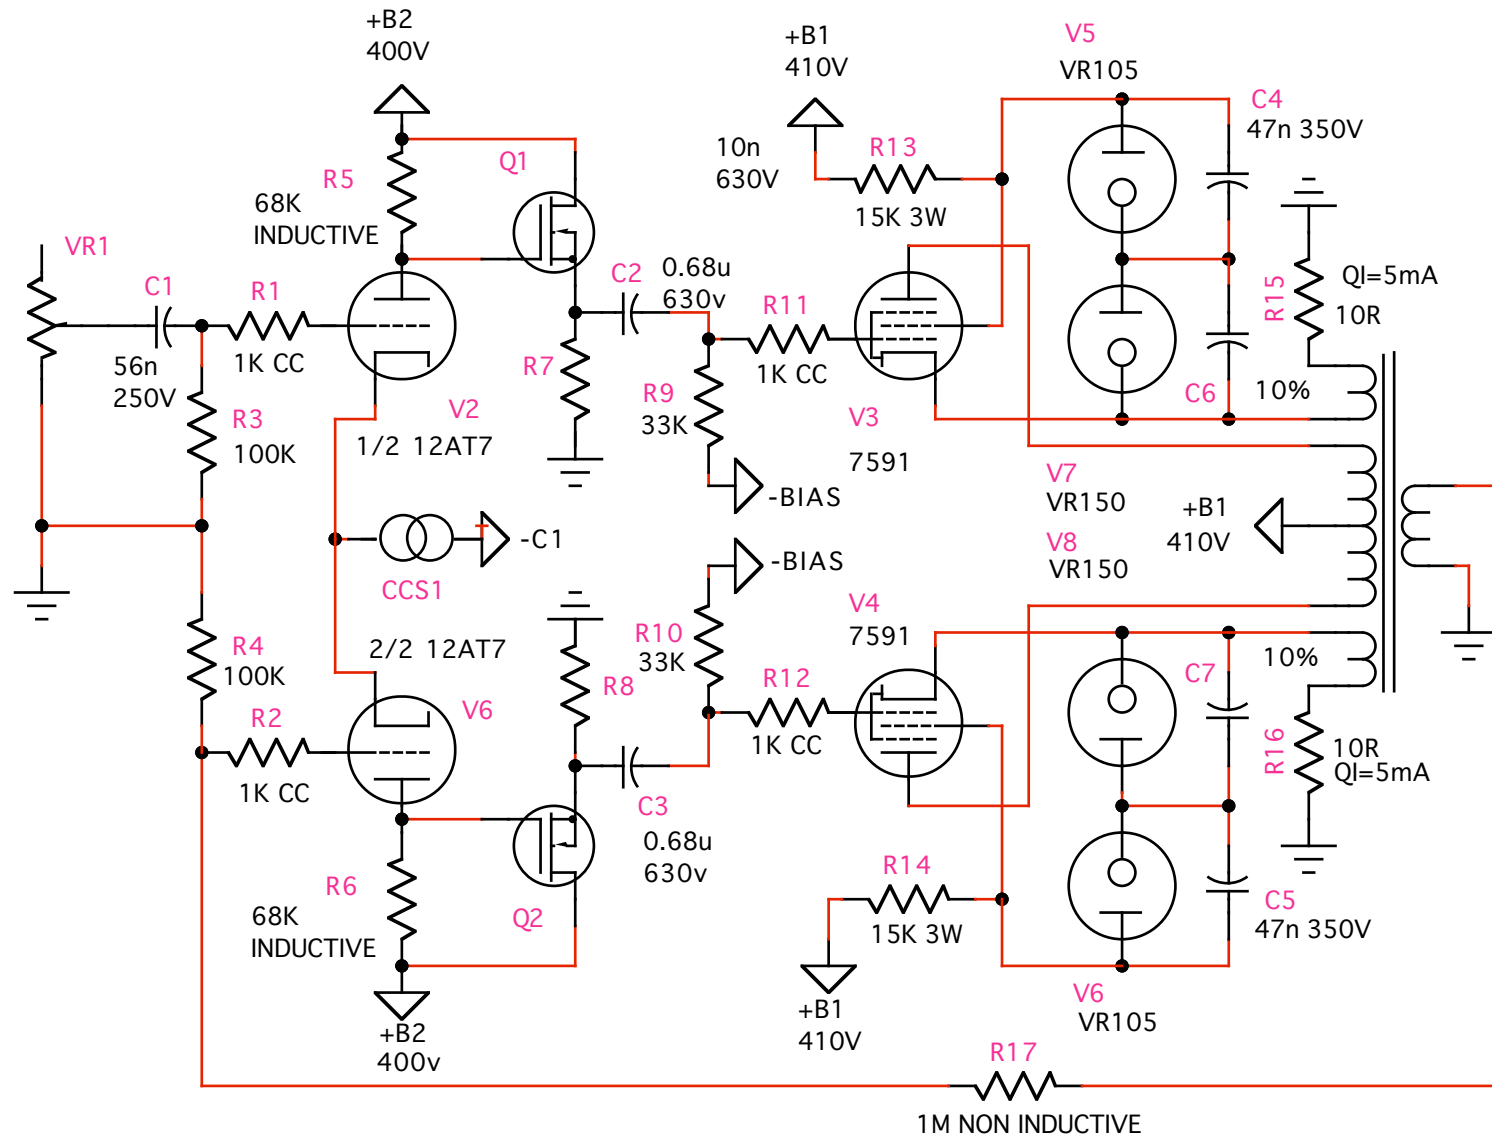 +B2
400V
+B1
410V
V5
VR105
C4
47n 350V
Q1
10n
630V
R13
15K 3W
R5
68K
INDUCTIVE
VR1
C1
56n
250V
R1
1K CC
C2
0.68u
630v
R11
1K CC
R15
QI=5mA
10R
R7
R9
33K
V2
1/2 12AT7
R3
100K
V3
7591
C6
10%
-BIAS
V7
VR150
V8
VR150
+B1
410V
-C1
CCS1
-BIAS
V4
7591
R4
100K
2/2 12AT7
R8
R10
33K
R12
1K CC
C7
10%
R2
1K CC
V6
C3
0.68u
630v
R16
10R
QI=5mA
R6
68K
INDUCTIVE
Q2
R14
15K 3W
C5
47n 350V
+B2
400v
+B1
410V
V6
VR105
R17
1M NON INDUCTIVE